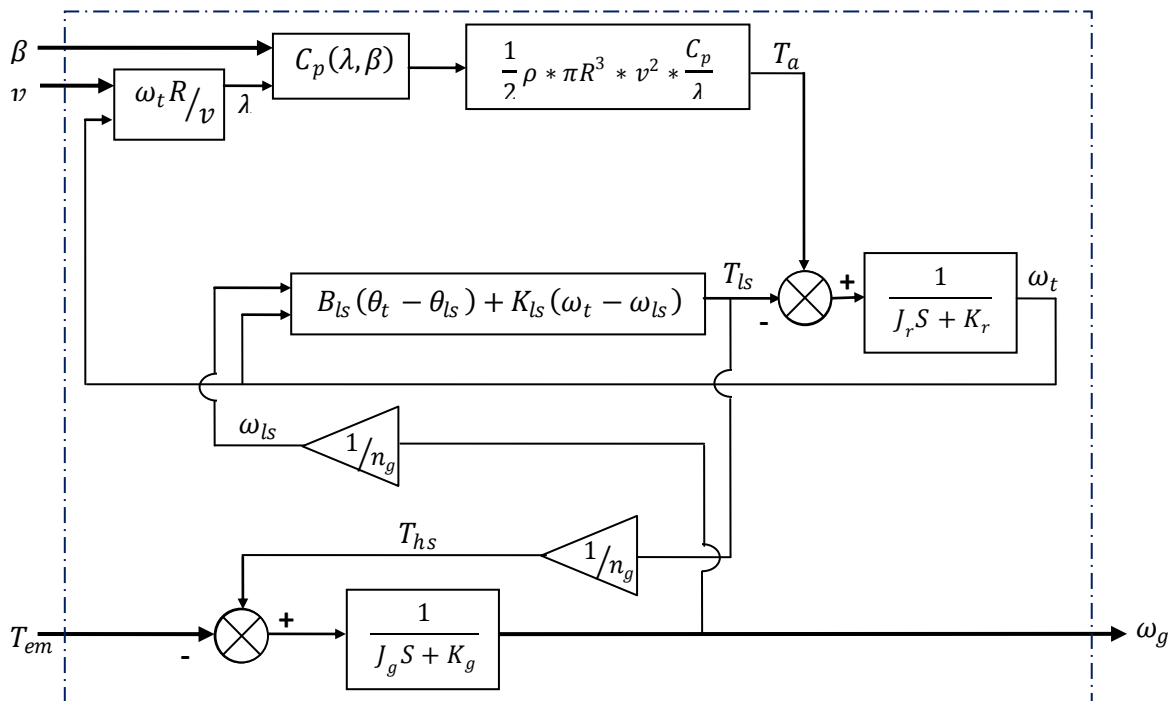 β
v
ω_t R/v
λ
C_p(λ, β)
1/2 ρ * πR^3 * v^2 * C_p/λ
T_a
B_ls(θ_t − θ_ls) + K_ls(ω_t − ω_ls)
T_ls
-
+
1/(J_r S + K_r)
ω_t
ω_ls
1/n_g
T_hs
1/n_g
T_em
-
+
1/(J_g S + K_g)
ω_g